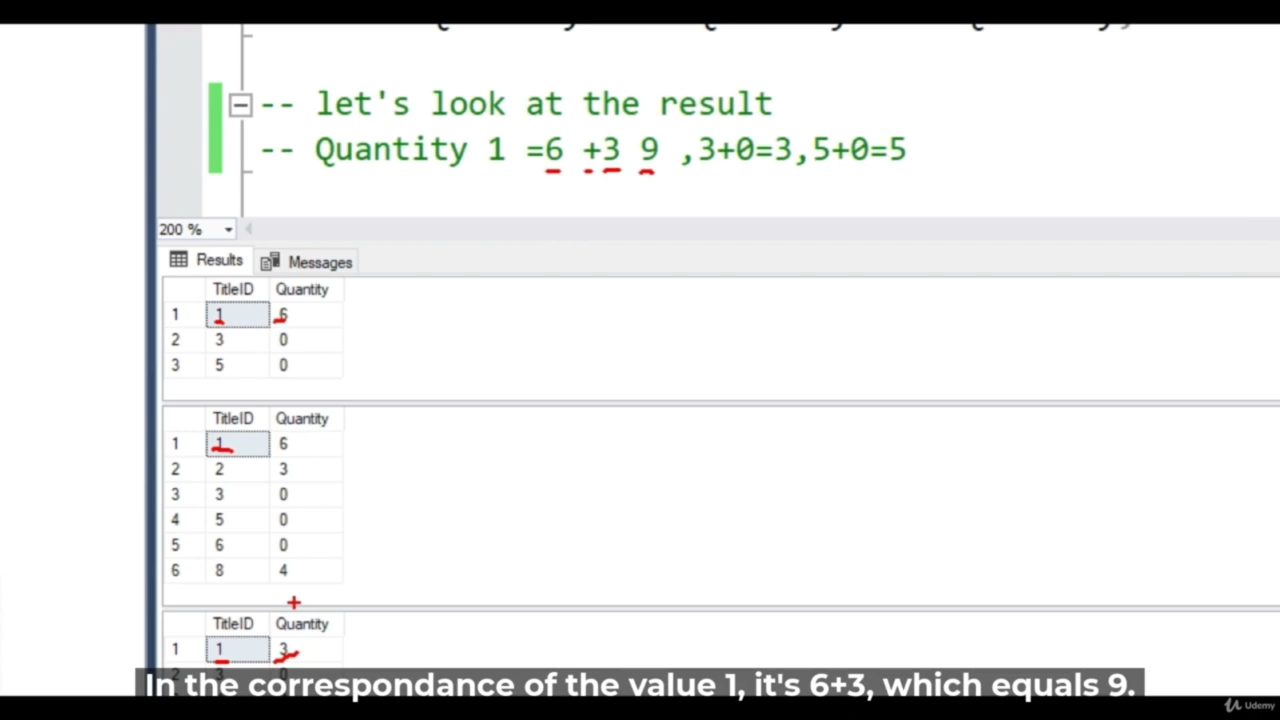 -- let's look at the result
-- Quantity 1 =6 +3 9 ,3+0=3,5+0=5
200 %
Results Messages
TitleID Quantity
1 1 6
2 3 0
3 5 0
TitleID Quantity
1 1 6
2 2 3
3 3 0
4 5 0
5 6 0
6 8 4
+
TitleID Quantity
1 1 3
2 3 0
In the correspondance of the value 1, it's 6+3, which equals 9.
Udemy